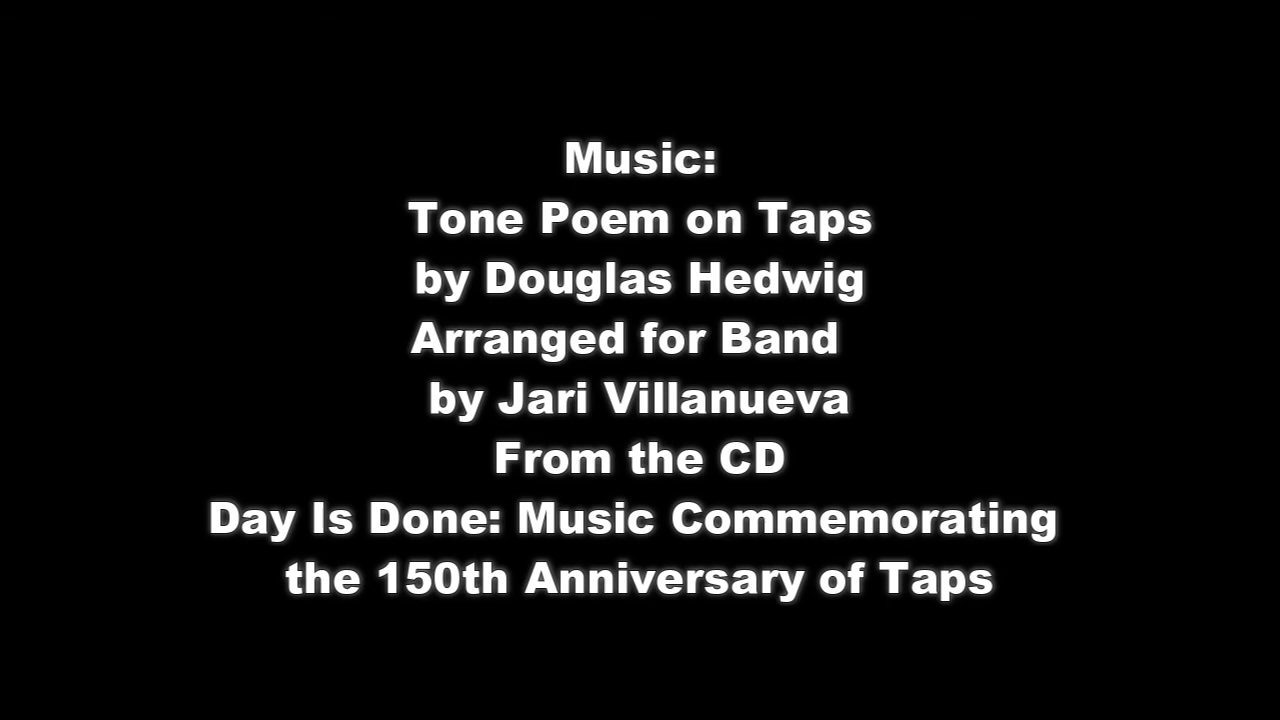 Music:
Tone Poem on Taps
by Douglas Hedwig
Arranged for Band
by Jari Villanueva
From the CD
Day Is Done: Music Commemorating
the 150th Anniversary of Taps